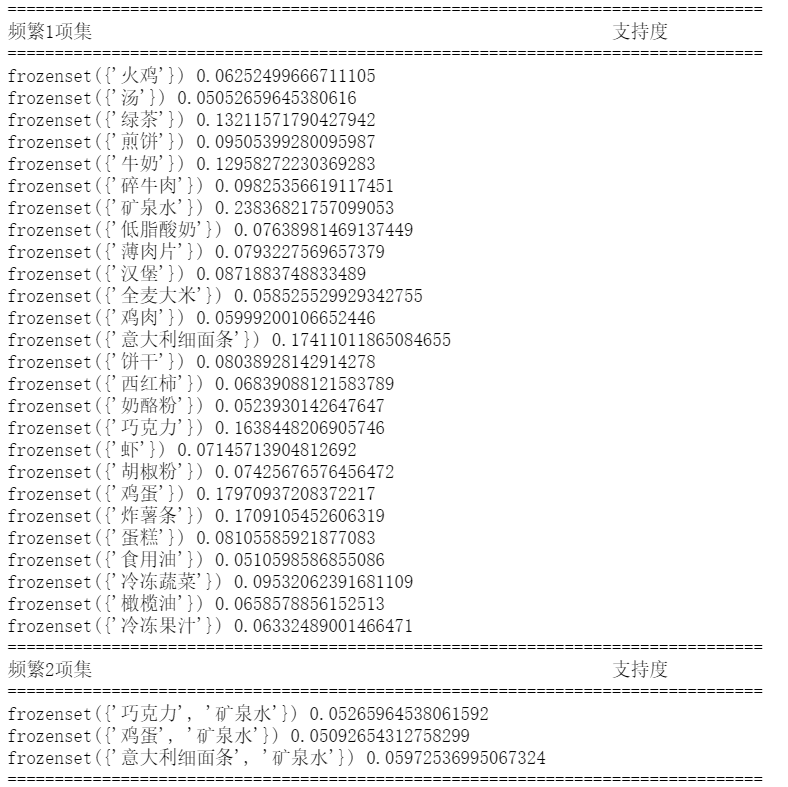 ================================================================================
频繁1项集 支持度
================================================================================
frozenset({'火鸡'}) 0.06252499666711105
frozenset({'汤'}) 0.05052659645380616
frozenset({'绿茶'}) 0.13211571790427942
frozenset({'煎饼'}) 0.09505399280095987
frozenset({'牛奶'}) 0.12958272230369283
frozenset({'碎牛肉'}) 0.09825356619117451
frozenset({'矿泉水'}) 0.23836821757099053
frozenset({'低脂酸奶'}) 0.07638981469137449
frozenset({'薄肉片'}) 0.0793227569657379
frozenset({'汉堡'}) 0.0871883748833489
frozenset({'全麦大米'}) 0.058525529929342755
frozenset({'鸡肉'}) 0.05999200106652446
frozenset({'意大利细面条'}) 0.17411011865084655
frozenset({'饼干'}) 0.08038928142914278
frozenset({'西红柿'}) 0.06839088121583789
frozenset({'奶酪粉'}) 0.0523930142647647
frozenset({'巧克力'}) 0.1638448206905746
frozenset({'虾'}) 0.07145713904812692
frozenset({'胡椒粉'}) 0.07425676576456472
frozenset({'鸡蛋'}) 0.17970937208372217
frozenset({'炸薯条'}) 0.1709105452606319
frozenset({'蛋糕'}) 0.08105585921877083
frozenset({'食用油'}) 0.0510598586855086
frozenset({'冷冻蔬菜'}) 0.09532062391681109
frozenset({'橄榄油'}) 0.0658578856152513
frozenset({'冷冻果汁'}) 0.06332489001466471
================================================================================
频繁2项集 支持度
================================================================================
frozenset({'巧克力', '矿泉水'}) 0.05265964538061592
frozenset({'鸡蛋', '矿泉水'}) 0.05092654312758299
frozenset({'意大利细面条', '矿泉水'}) 0.05972536995067324
================================================================================